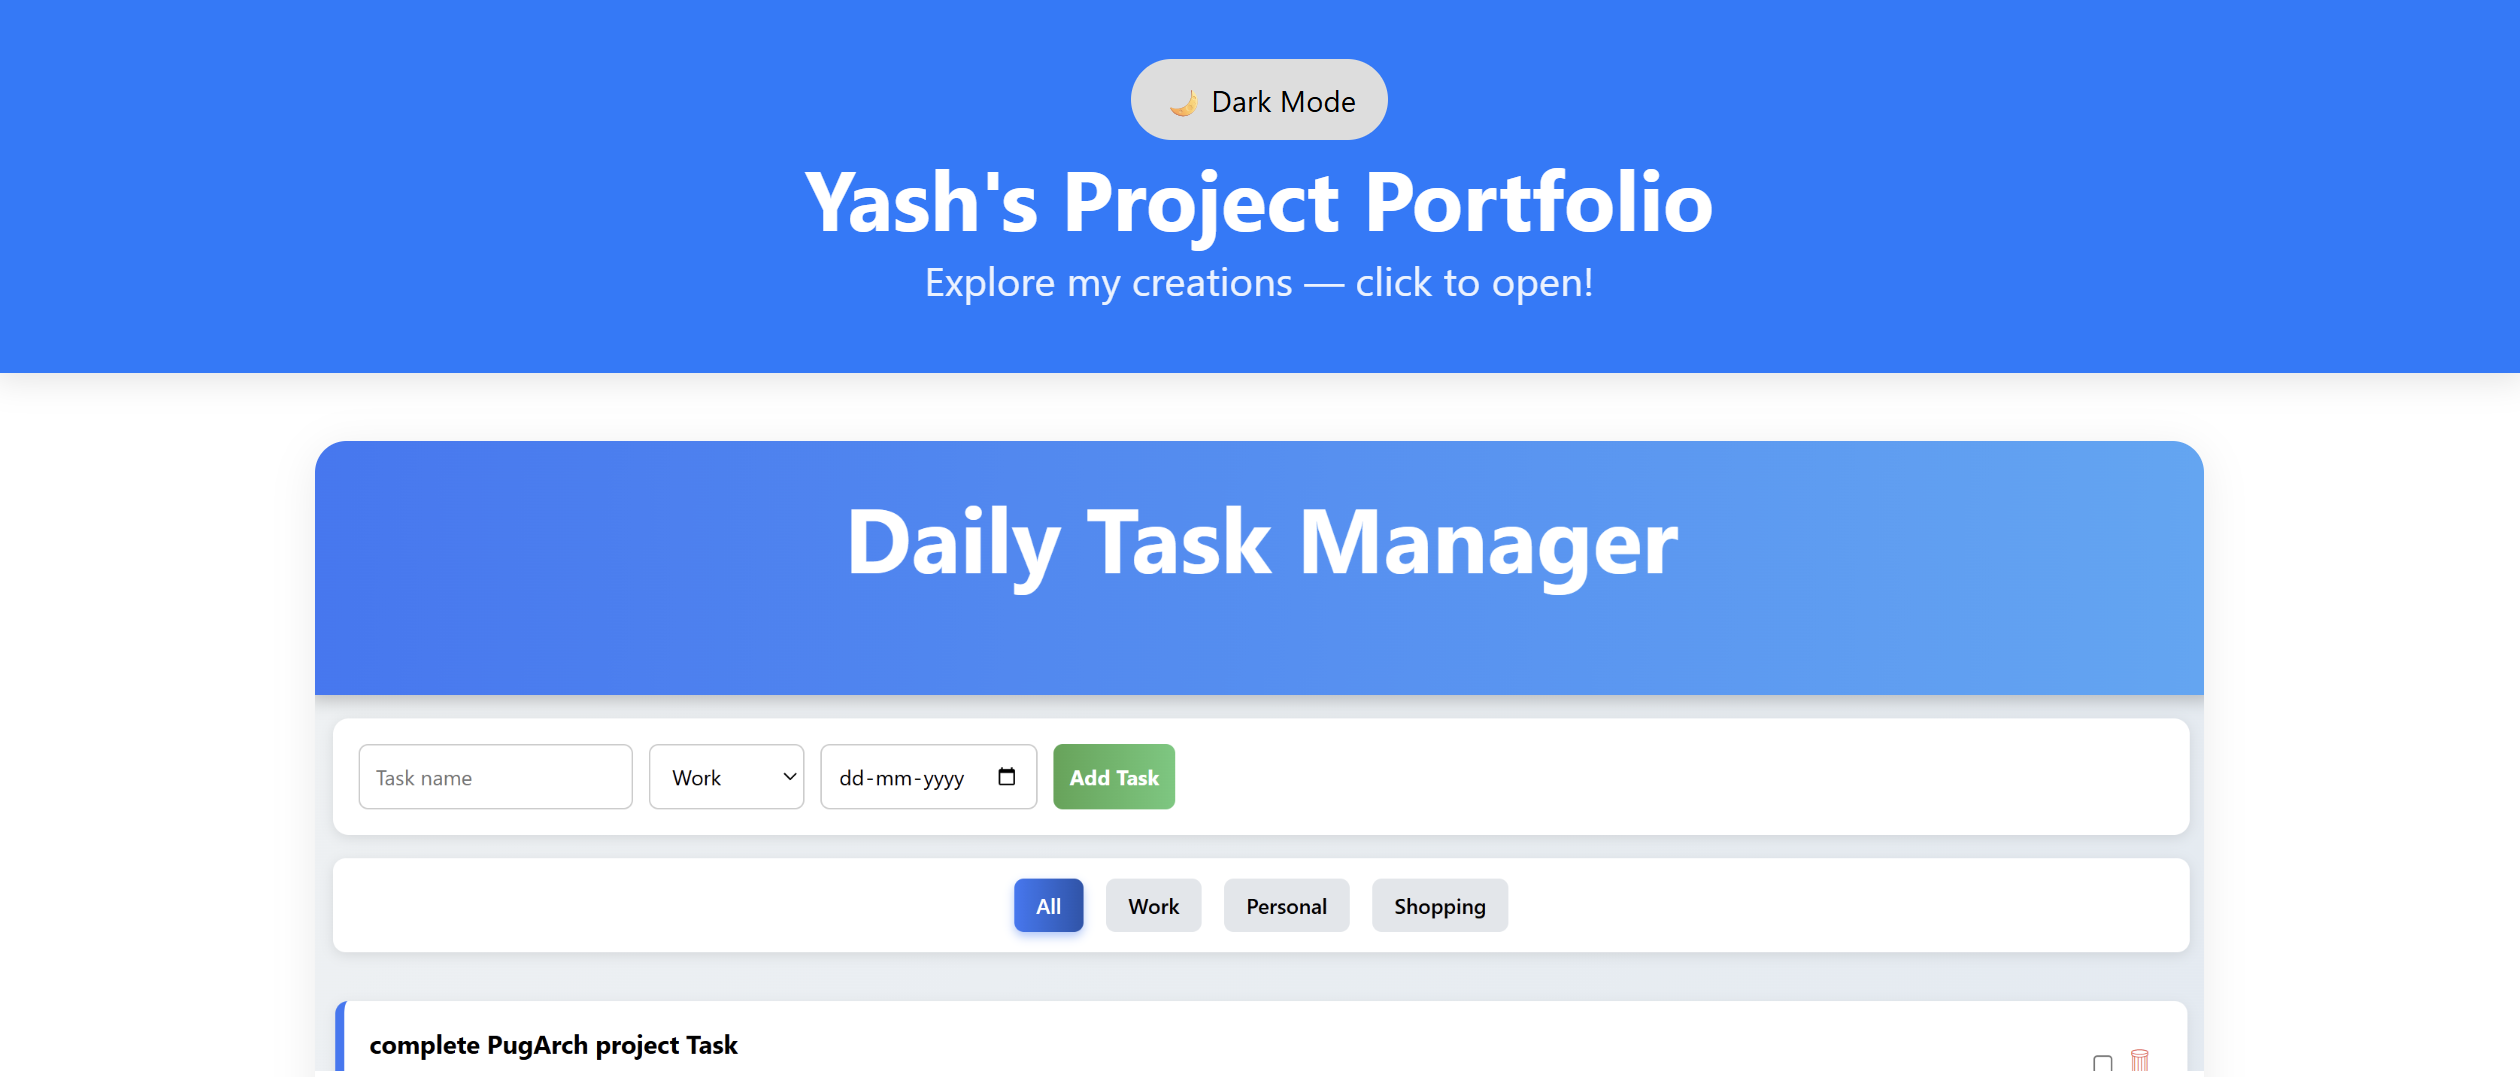 🌙 Dark Mode
Yash's Project Portfolio
Explore my creations — click to open!
Daily Task Manager
Task name
Work
dd-mm-yyyy
Add Task
All
Work
Personal
Shopping
complete PugArch project Task